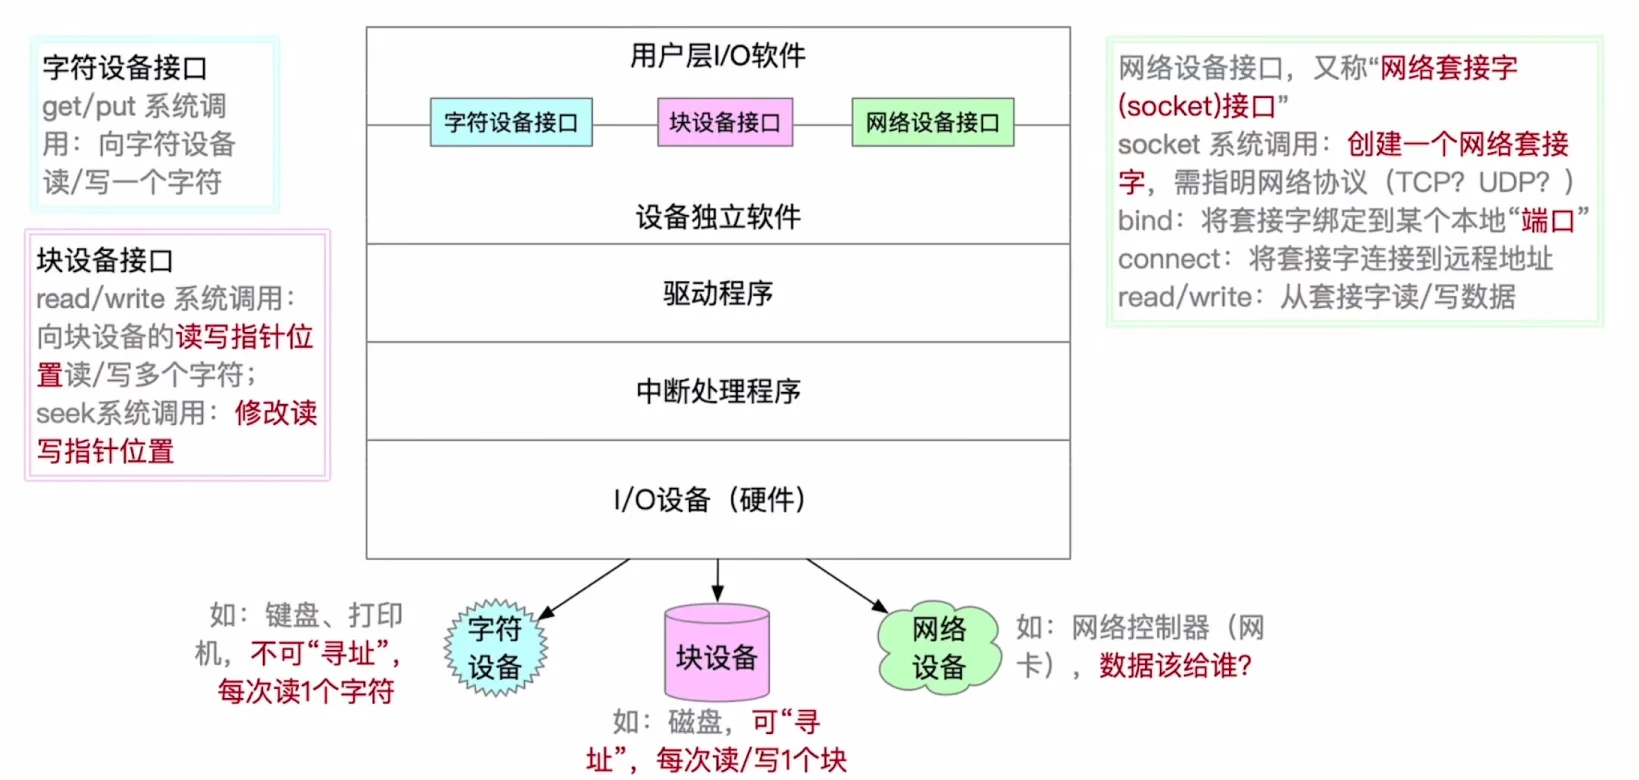 字符设备接口
get/put 系统调
用：向字符设备
读/写一个字符
块设备接口
read/write 系统调用：
向块设备的读写指针位
置读/写多个字符；
seek系统调用：修改读
写指针位置
用户层I/O软件
字符设备接口
块设备接口
网络设备接口
设备独立软件
驱动程序
中断处理程序
I/O设备（硬件）
网络设备接口，又称“网络套接字
(socket)接口”
socket 系统调用：创建一个网络套接
字，需指明网络协议（TCP？UDP？）
bind：将套接字绑定到某个本地“端口”
connect：将套接字连接到远程地址
read/write：从套接字读/写数据
如：键盘、打印
机，不可“寻址”，
每次读1个字符
字符
设备
块设备
如：磁盘，可“寻
址”，每次读/写1个块
网络
设备
如：网络控制器（网
卡），数据该给谁？